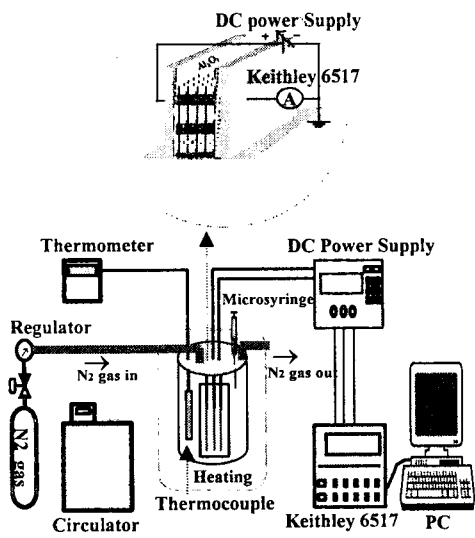 DC power Supply
Al₂O₃
Keithley 6517
A
Thermometer
DC Power Supply
Microsyringe
Regulator
N₂ gas in
N₂ gas out
N2 gas
Heating
Thermocouple
Circulator
Keithley 6517
PC